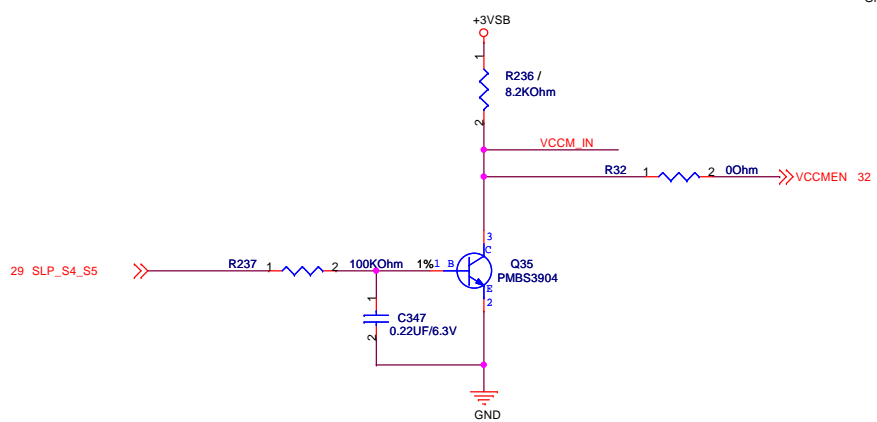 +3VSB
1
R236 /
8.2KOhm
2
VCCM_IN
R32 1 2 0Ohm VCCMEN 32
3
C
29 SLP_S4_S5 R237 1 2 100KOhm 1% 1 B Q35
PMBS3904
E
2
1
C347
0.22UF/6.3V
2
GND